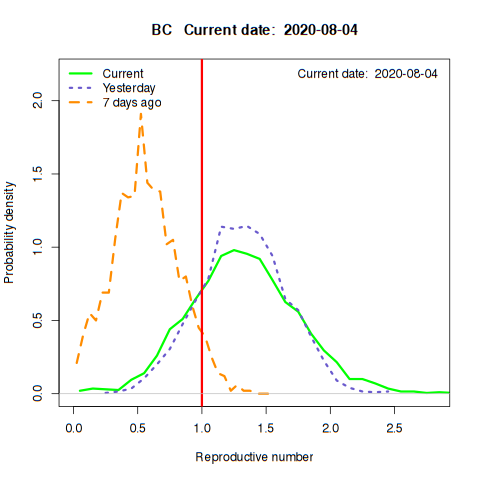 BC   Current date:  2020-08-04
Current
Yesterday
7 days ago
Current date:  2020-08-04
Probability density
2.0
1.5
1.0
0.5
0.0
0.0 0.5 1.0 1.5 2.0 2.5
Reproductive number